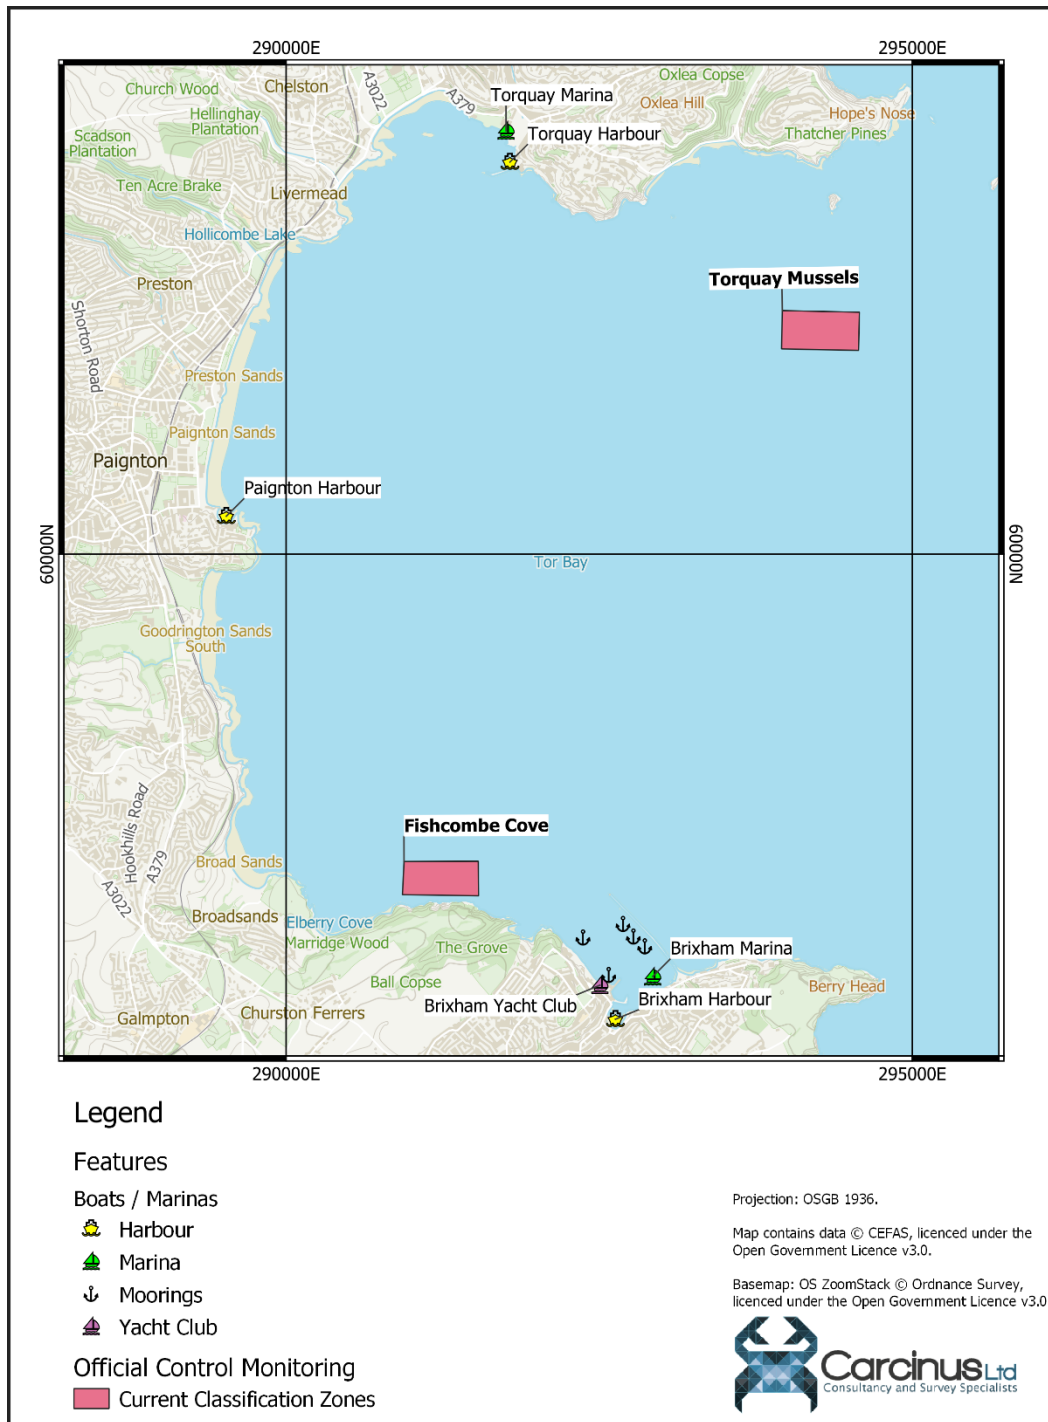 290000E
295000E
Church Wood
Chelston
A3022
A379
Oxlea Copse
Torquay Marina
Hellinghay
Plantation
Oxlea Hill
Hope's Nose
Scadson
Plantation
Torquay Harbour
Thatcher Pines
Ten Acre Brake
Livermead
Hollicombe Lake
Preston
Torquay Mussels
Shorton Road
Preston Sands
Paignton Sands
Paignton
Paignton Harbour
60000N
60000N
Tor Bay
Goodrington Sands
South
Hookhills Road
A379
A3022
Fishcombe Cove
Broad Sands
Broadsands
Elberry Cove
Marridge Wood
The Grove
Brixham Marina
Ball Copse
Berry Head
Brixham Yacht Club
Brixham Harbour
Galmpton
Churston Ferrers
290000E
295000E
Legend
Features
Boats / Marinas
Harbour
Marina
Moorings
Yacht Club
Official Control Monitoring
Current Classification Zones
Projection: OSGB 1936.
Map contains data © CEFAS, licenced under the
Open Government Licence v3.0.
Basemap: OS ZoomStack © Ordnance Survey,
licenced under the Open Government Licence v3.0
Carcinus Ltd
Consultancy and Survey Specialists